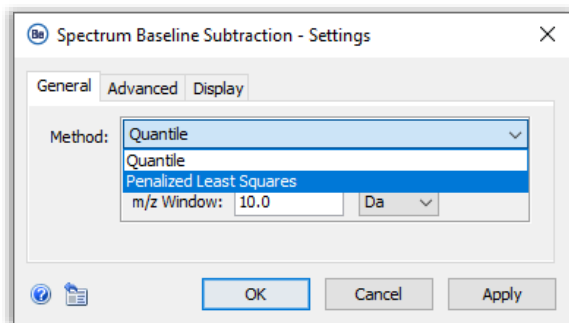 Be Spectrum Baseline Subtraction - Settings
General Advanced Display
Method: Quantile
Quantile
Penalized Least Squares
m/z Window: 10.0 Da
? OK Cancel Apply